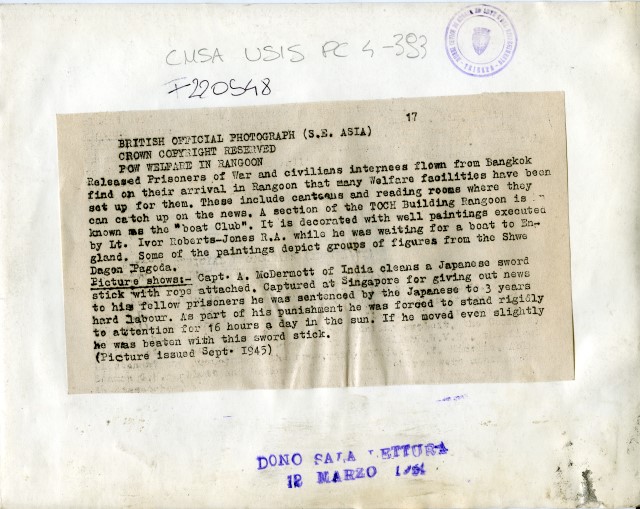 CMSA USIS PC 4-393
F220548
17
BRITISH OFFICIAL PHOTOGRAPH (S.E. ASIA)
CROWN COPYRIGHT RESERVED
POW WELFARE IN RANGOON
Released Prisoners of War and civilians internees flown from Bangkok
find on their arrival in Rangoon that many Welfare facilities have been
set up for them. These include canteens and reading rooms where they
can catch up on the news. A section of the TOCH Building Rangoon is
known as the "boat Club". It is decorated with well paintings executed
by Lt. Ivor Roberts-Jones R.A. while he was waiting for a boat to En-
gland. Some of the paintings depict groups of figures from the Shwe
Dagon Pagoda.
Picture shows:- Capt. A. McDermott of India cleans a Japanese sword
stick with rope attached. Captured at Singapore for giving out news
to his fellow prisoners he was sentenced by the Japanese to 3 years
hard labour. As part of his punishment he was forced to stand rigidly
to attention for 16 hours a day in the sun. If he moved even slightly
he was beaten with this sword stick.
(Picture issued Sept. 1945)
DONO SALA LETTURA
12 MARZO